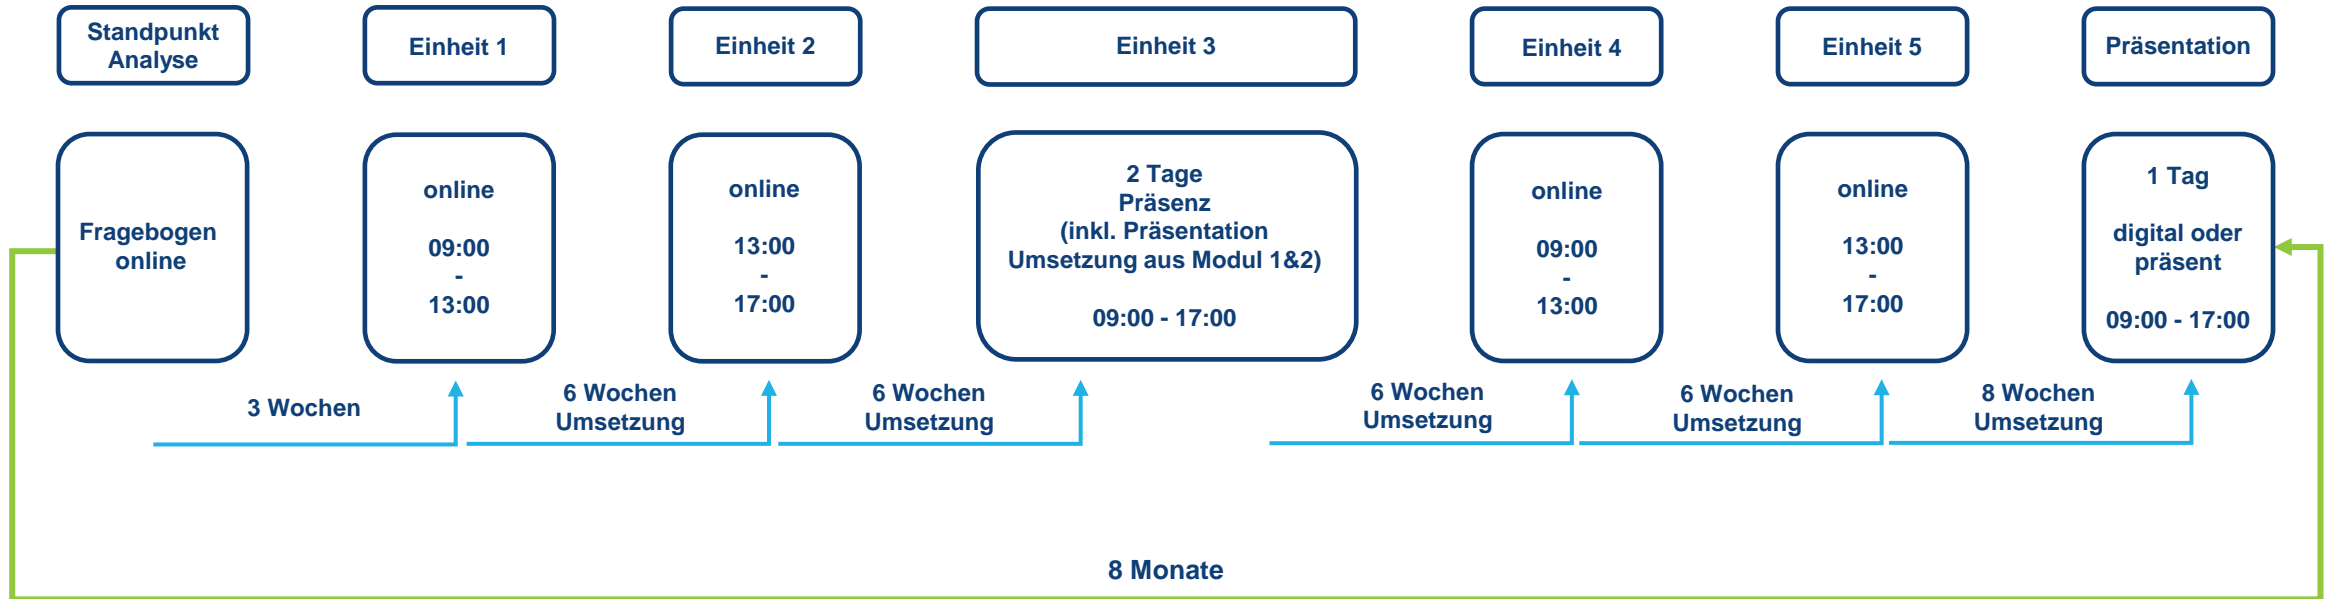 Standpunkt
Analyse
Einheit 1
Einheit 2
Einheit 3
Einheit 4
Einheit 5
Präsentation
Fragebogen
online
online
09:00
-
13:00
online
13:00
-
17:00
2 Tage
Präsenz
(inkl. Präsentation
Umsetzung aus Modul 1&2)
09:00 - 17:00
online
09:00
-
13:00
online
13:00
-
17:00
1 Tag
digital oder
präsent
09:00 - 17:00
3 Wochen
6 Wochen
Umsetzung
6 Wochen
Umsetzung
6 Wochen
Umsetzung
6 Wochen
Umsetzung
8 Wochen
Umsetzung
8 Monate